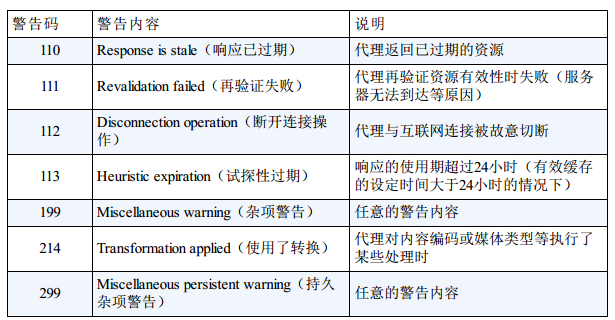 警告码 警告内容 说明
110 Response is stale（响应已过期） 代理返回已过期的资源
111 Revalidation failed（再验证失败） 代理再验证资源有效性时失败（服务
器无法到达等原因）
112 Disconnection operation（断开连接操
作） 代理与互联网连接被故意切断
113 Heuristic expiration（试探性过期） 响应的使用期超过24小时（有效缓存
的设定时间大于24小时的情况下）
199 Miscellaneous warning（杂项警告） 任意的警告内容
214 Transformation applied（使用了转换） 代理对内容编码或媒体类型等执行了
某些处理时
299 Miscellaneous persistent warning（持久
杂项警告） 任意的警告内容